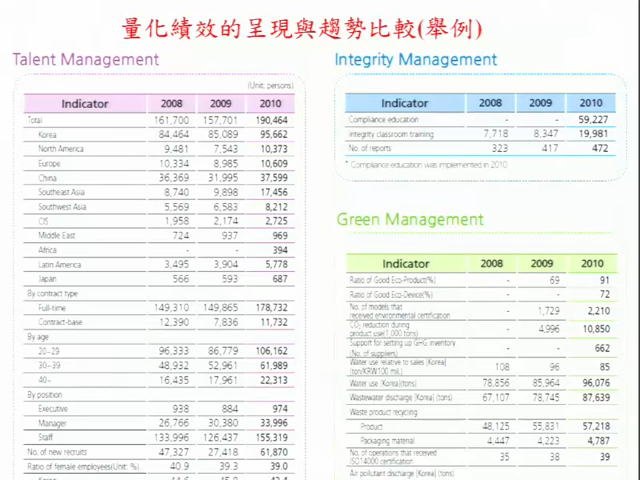 量化績效的呈現與趨勢比較(舉例)
Talent Management
(Unit: persons)
Indicator 2008 2009 2010
Total 161,700 157,701 190,464
Korea 84,464 85,089 95,662
North America 9,481 7,543 10,373
Europe 10,334 8,985 10,609
China 36,369 31,995 37,599
Southeast Asia 8,740 9,898 17,456
Southwest Asia 5,569 6,583 8,212
CIS 1,958 2,174 2,725
Middle East 724 937 969
Africa - - 394
Latin America 3,495 3,904 5,778
Japan 566 593 687
By contract type
Full-time 149,310 149,865 178,732
Contract-base 12,390 7,836 11,732
By age
20~29 96,333 86,779 106,162
30~39 48,932 52,961 61,989
40~ 16,435 17,961 22,313
By position
Executive 938 884 974
Manager 26,766 30,380 33,996
Staff 133,996 126,437 155,319
No. of new recruits 47,327 27,418 61,870
Ratio of female employees(Unit: %) 40.9 39.3 39.0
Integrity Management
Indicator 2008 2009 2010
Compliance education - - 59,227
Integrity classroom training 7,718 8,347 19,981
No. of reports 323 417 472
* Compliance education was implemented in 2010
Green Management
Indicator 2008 2009 2010
Ratio of Good Eco-Product(%) - 69 91
Ratio of Good Eco-Device(%) - - 72
No. of models that
received environmental certification - 1,729 2,210
CO₂ reduction during
product use(1,000 tons) - 4,996 10,850
Support for setting up GHG inventory
(No. of suppliers) - - 662
Water use relative to sales [Korea]
(ton/KRW100 mil.) 108 96 85
Water use [Korea](tons) 78,856 85,964 96,076
Wastewater discharge [Korea] (tons) 67,107 78,745 87,639
Waste product recycling
Product 48,125 55,831 57,218
Packaging material 4,447 4,223 4,787
No. of operations that received
ISO14000 certification 35 38 39
Air pollutant discharge [Korea] (tons)